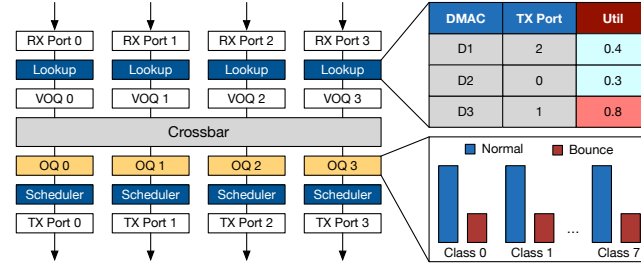 RX Port 0 RX Port 1 RX Port 2 RX Port 3
Lookup Lookup Lookup Lookup
VOQ 0 VOQ 1 VOQ 2 VOQ 3
Crossbar
OQ 0 OQ 1 OQ 2 OQ 3
Scheduler Scheduler Scheduler Scheduler
TX Port 0 TX Port 1 TX Port 2 TX Port 3
DMAC TX Port Util
D1 2 0.4
D2 0 0.3
D3 1 0.8
Normal Bounce
...
Class 0 Class 1 Class 7